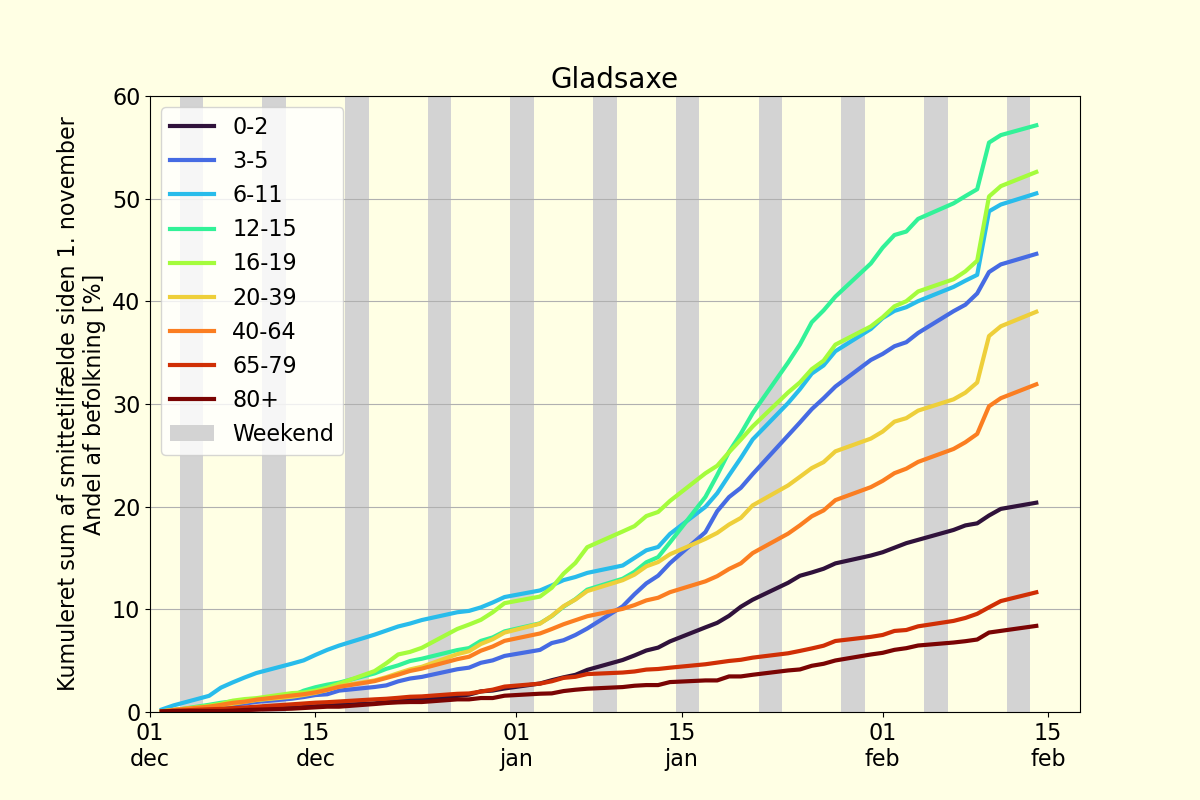 Gladsaxe
Kumuleret sum af smittetilfælde siden 1. november
Andel af befolkning [%]
60
50
40
30
20
10
0
0-2
3-5
6-11
12-15
16-19
20-39
40-64
65-79
80+
Weekend
01 15 01 15 01 15
dec dec jan jan feb feb